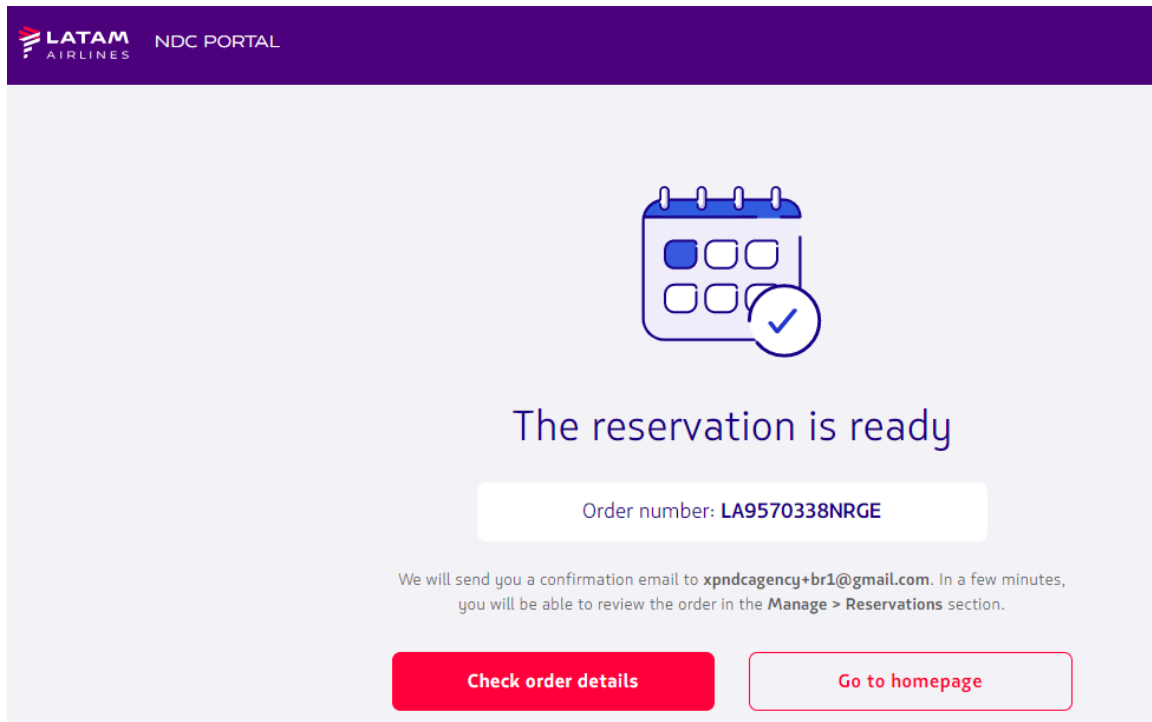 LATAM
AIRLINES
NDC PORTAL
The reservation is ready
Order number: LA9570338NRGE
We will send you a confirmation email to xpndcagency+br1@gmail.com. In a few minutes,
you will be able to review the order in the Manage > Reservations section.
Check order details
Go to homepage